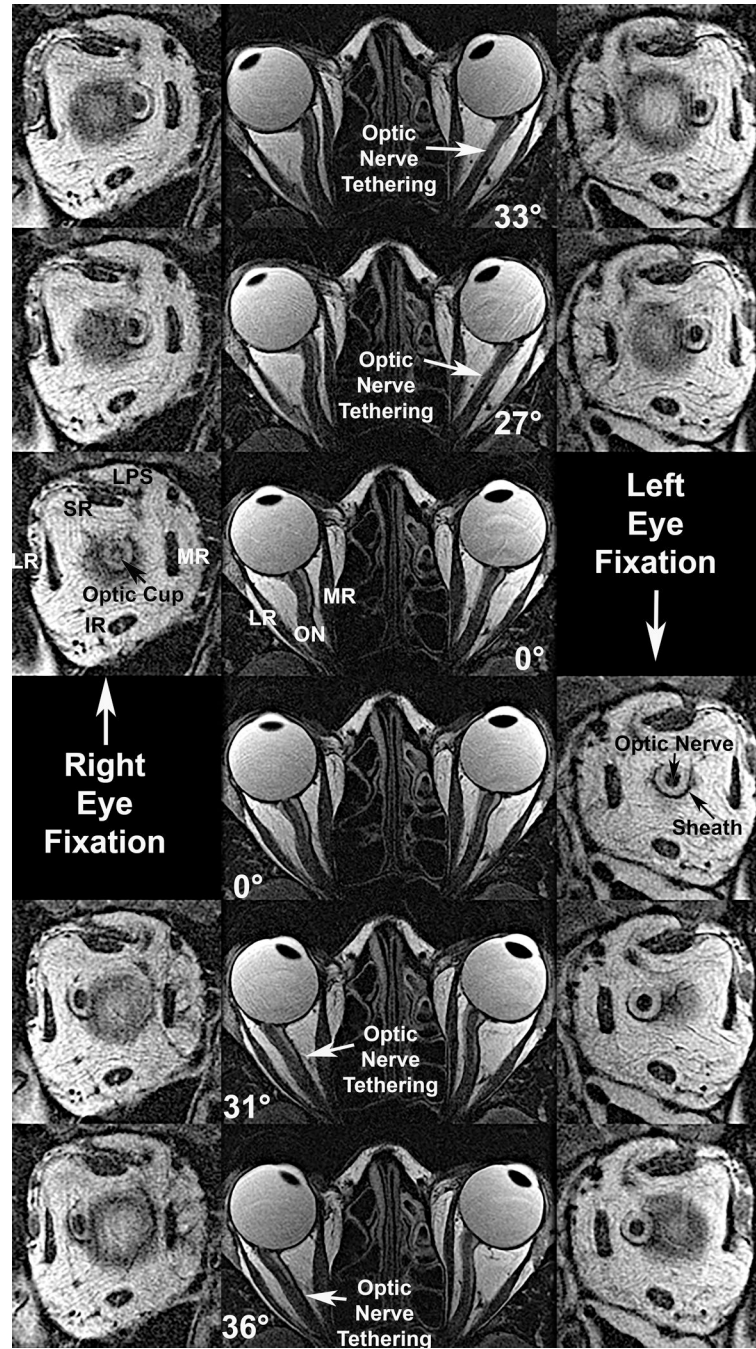 Optic
Nerve
Tethering
33°
Optic
Nerve
Tethering
27°
LPS
SR
LR
MR
Optic Cup
IR
MR
LR
ON
0°
Left
Eye
Fixation
Right
Eye
Fixation
0°
Optic Nerve
Sheath
Optic
Nerve
Tethering
31°
Optic
Nerve
Tethering
36°